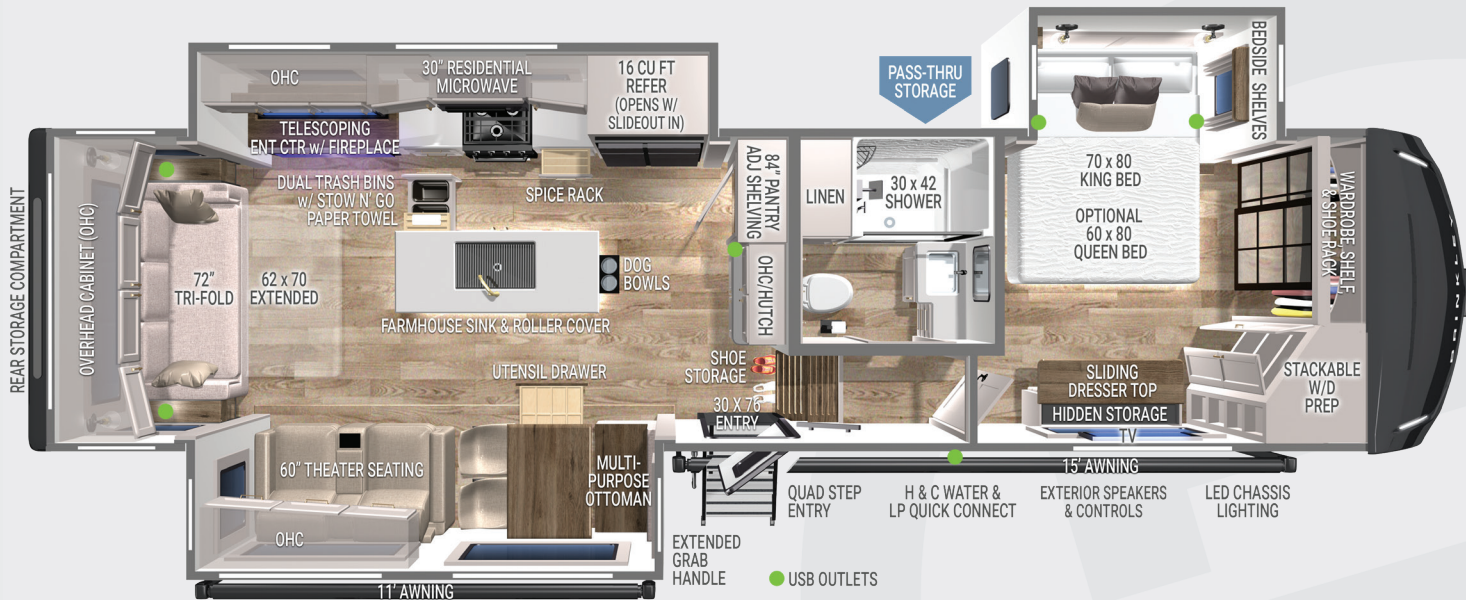 REAR STORAGE COMPARTMENT
OVERHEAD CABINET (OHC)
OHC
30" RESIDENTIAL
MICROWAVE
16 CU FT
REFER
(OPENS W/
SLIDEOUT IN)
TELESCOPING
ENT CTR w/ FIREPLACE
DUAL TRASH BINS
w/ STOW N' GO
PAPER TOWEL
SPICE RACK
72"
TRI-FOLD
62 x 70
EXTENDED
DOG
BOWLS
FARMHOUSE SINK & ROLLER COVER
UTENSIL DRAWER
60" THEATER SEATING
OHC
MULTI-
PURPOSE
OTTOMAN
11' AWNING
84" PANTRY
ADJ SHELVING
OHC/HUTCH
SHOE
STORAGE
30 X 76
ENTRY
PASS-THRU
STORAGE
LINEN
30 x 42
SHOWER
BEDSIDE SHELVES
70 x 80
KING BED
OPTIONAL
60 x 80
QUEEN BED
WARDROBE, SHELF
& SHOE RACK
SLIDING
DRESSER TOP
HIDDEN STORAGE
TV
STACKABLE
W/D
PREP
15' AWNING
QUAD STEP
ENTRY
H & C WATER &
LP QUICK CONNECT
EXTERIOR SPEAKERS
& CONTROLS
LED CHASSIS
LIGHTING
EXTENDED
GRAB
HANDLE
USB OUTLETS